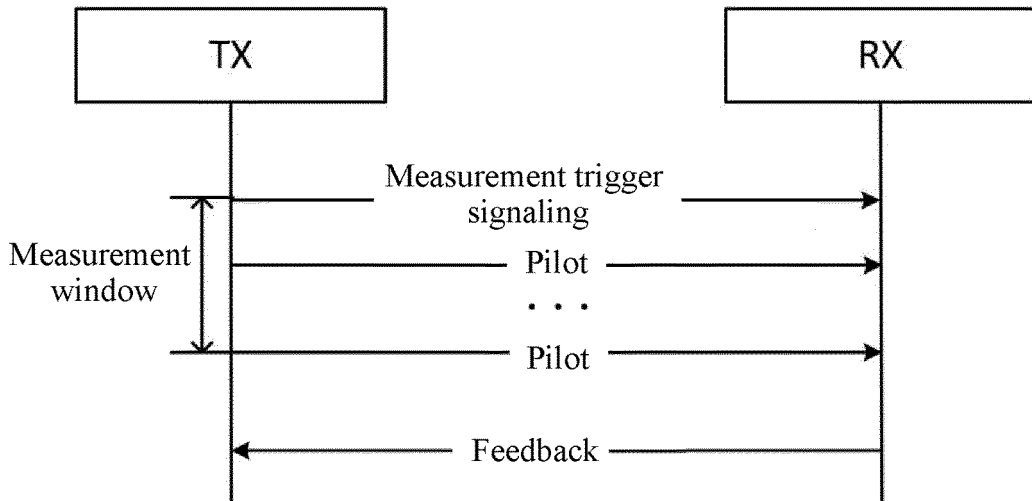 TX
RX
Measurement trigger
signaling
Measurement
window
Pilot
. . .
Pilot
Feedback